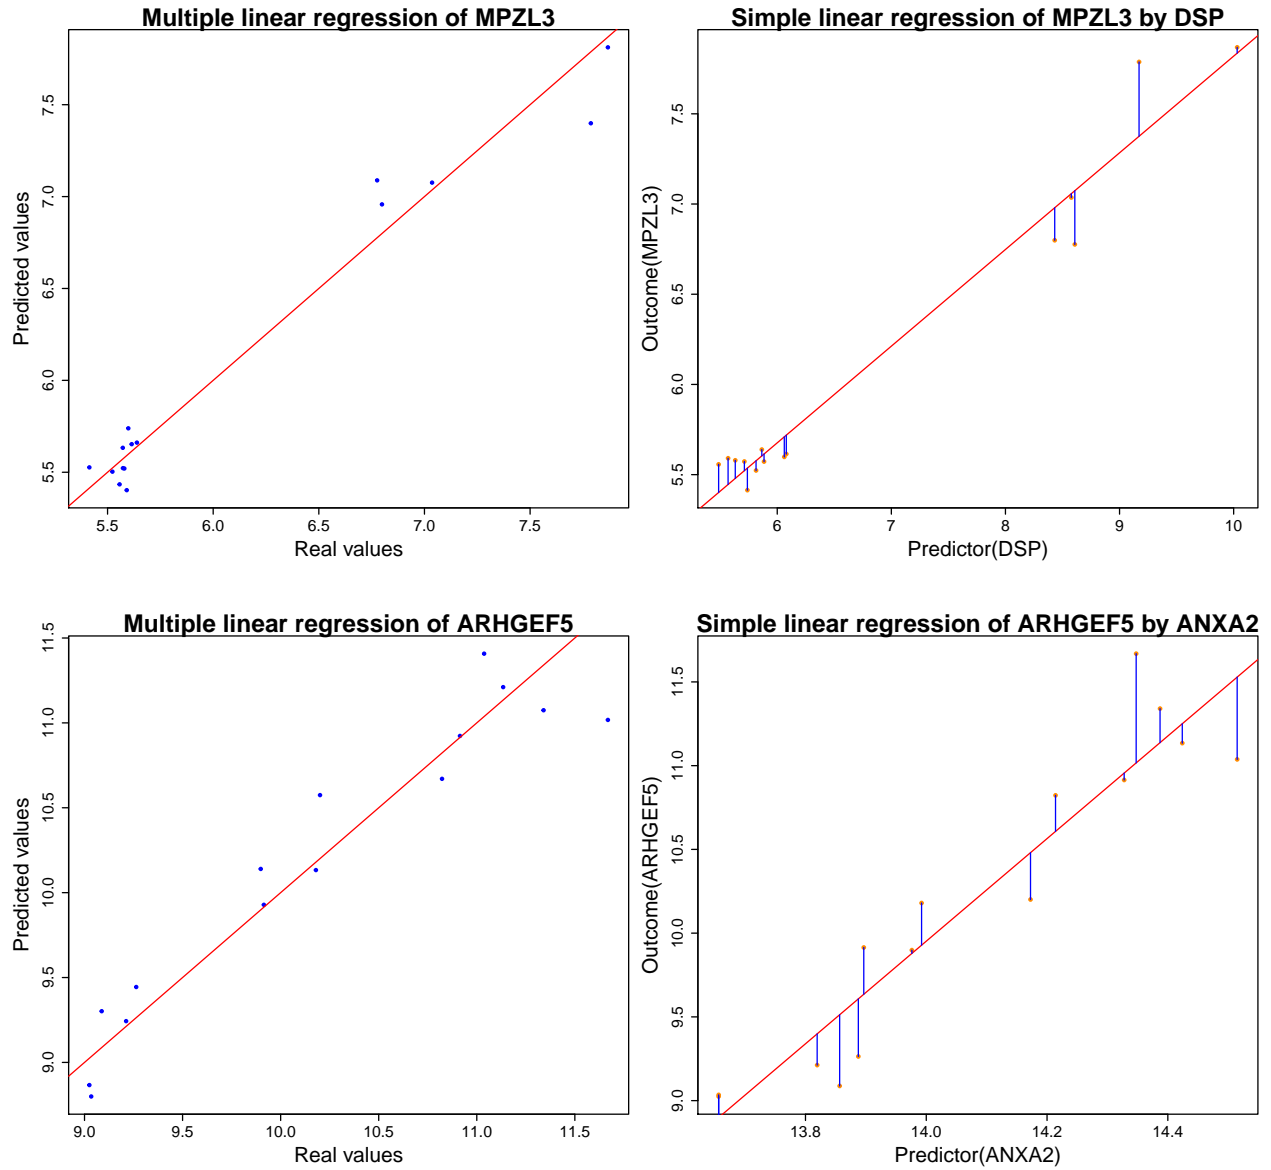 Multiple linear regression of MPZL3
Predicted values
7.5
7.0
6.5
6.0
5.5
5.5 6.0 6.5 7.0 7.5
Real values
Simple linear regression of MPZL3 by DSP
Outcome(MPZL3)
7.5
7.0
6.5
6.0
5.5
6 7 8 9 10
Predictor(DSP)
Multiple linear regression of ARHGEF5
Predicted values
11.5
11.0
10.5
10.0
9.5
9.0
9.0 9.5 10.0 10.5 11.0 11.5
Real values
Simple linear regression of ARHGEF5 by ANXA2
Outcome(ARHGEF5)
11.5
11.0
10.5
10.0
9.5
9.0
13.8 14.0 14.2 14.4
Predictor(ANXA2)